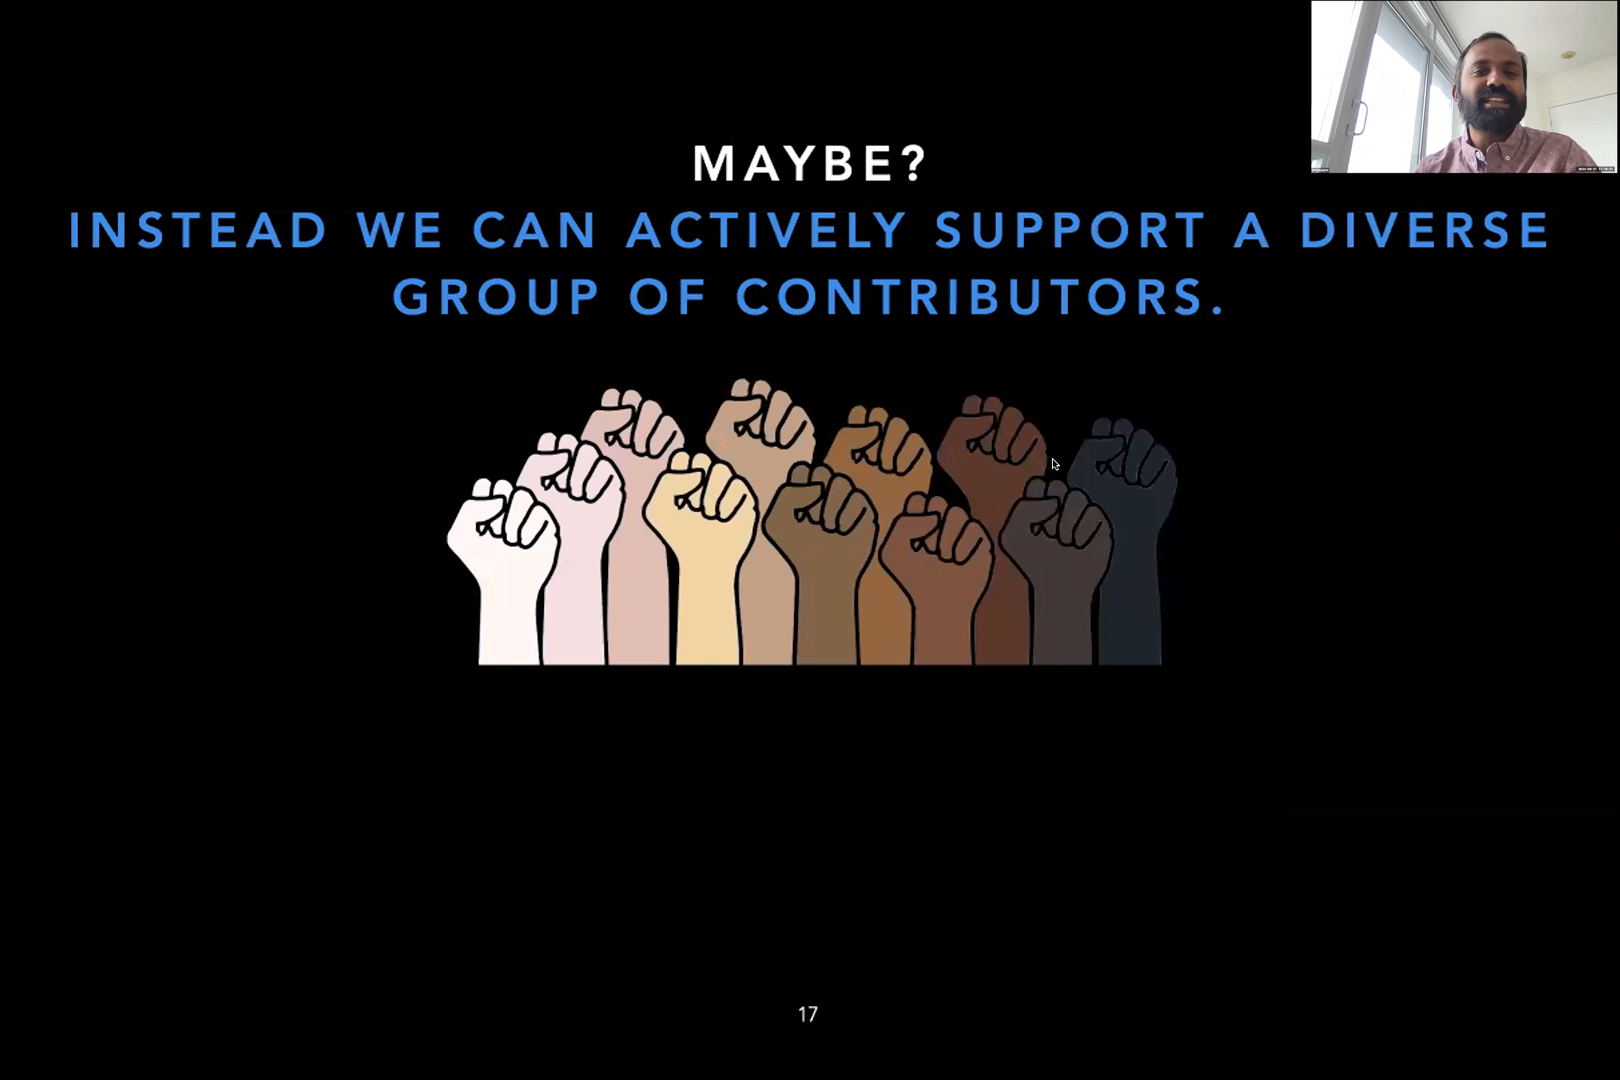 MAYBE?
INSTEAD WE CAN ACTIVELY SUPPORT A DIVERSE
GROUP OF CONTRIBUTORS.
17